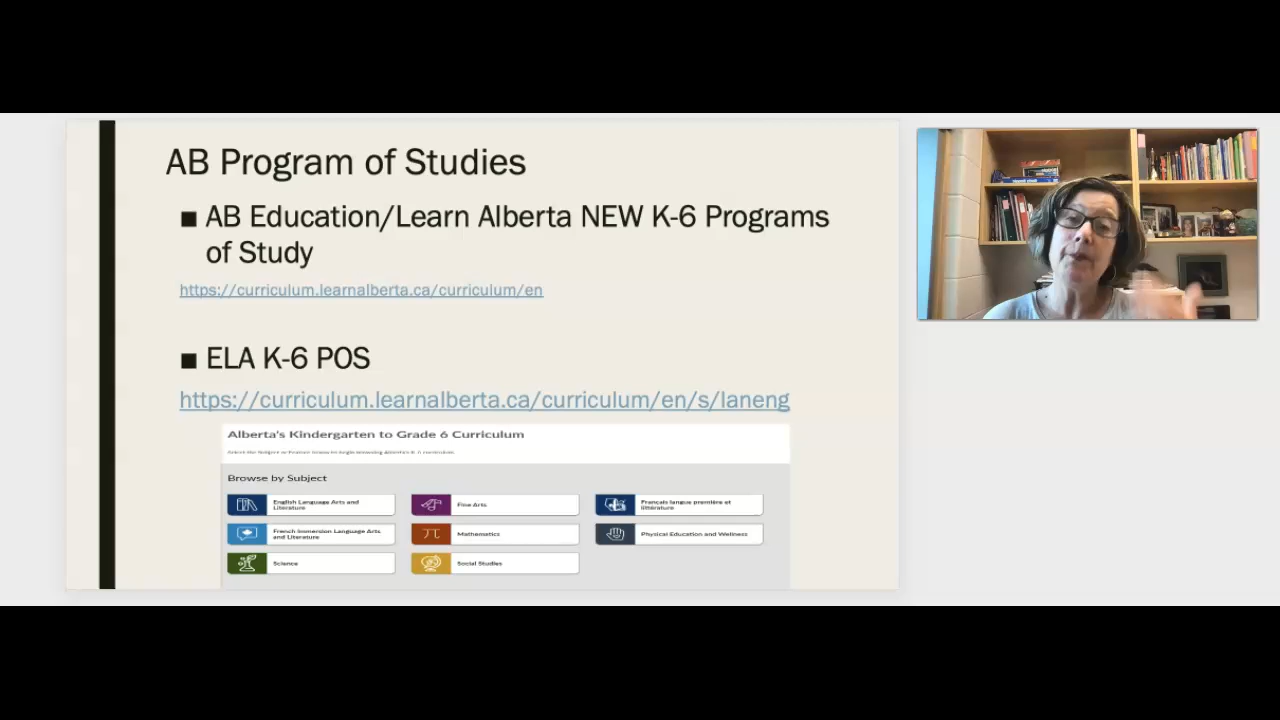 AB Program of Studies
■ AB Education/Learn Alberta NEW K-6 Programs
of Study
https://curriculum.learnalberta.ca/curriculum/en
■ ELA K-6 POS
https://curriculum.learnalberta.ca/curriculum/en/s/laneng
Alberta's Kindergarten to Grade 6 Curriculum
Browse by Subject
English Language Arts and
Literature
Fine Arts
Français langue première et
littérature
French Immersion Language Arts
and Literature
Mathematics
Physical Education and Wellness
Science
Social Studies